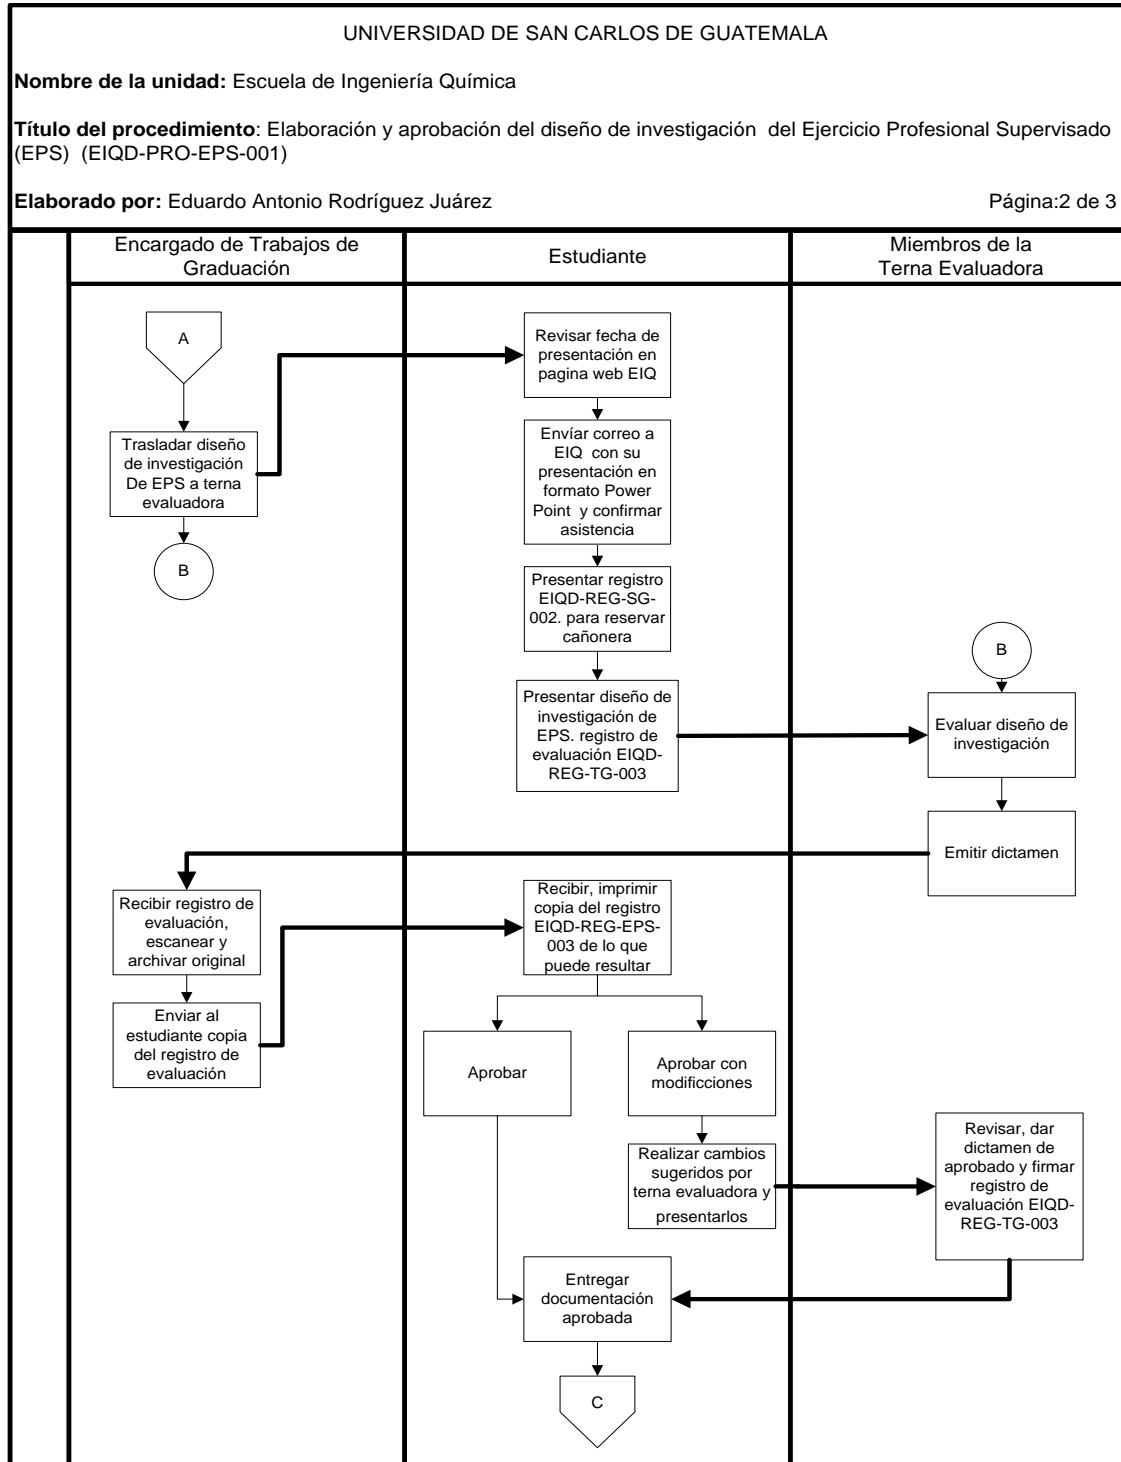 UNIVERSIDAD DE SAN CARLOS DE GUATEMALA
Nombre de la unidad: Escuela de Ingeniería Química
Título del procedimiento: Elaboración y aprobación del diseño de investigación  del Ejercicio Profesional Supervisado
(EPS)  (EIQD-PRO-EPS-001)
Elaborado por: Eduardo Antonio Rodríguez Juárez
Página:2 de 3
Encargado de Trabajos de
Graduación
Estudiante
Miembros de la
Terna Evaluadora
A
Trasladar diseño
de investigación
De EPS a terna
evaluadora
B
Revisar fecha de
presentación en
pagina web EIQ
Envíar correo a
EIQ  con su
presentación en
formato Power
Point  y confirmar
asistencia
Presentar registro
EIQD-REG-SG-
002. para reservar
cañonera
Presentar diseño de
investigación de
EPS. registro de
evaluación EIQD-
REG-TG-003
B
Evaluar diseño de
investigación
Emitir dictamen
Recibir registro de
evaluación,
escanear y
archivar original
Enviar al
estudiante copia
del registro de
evaluación
Recibir, imprimir
copia del registro
EIQD-REG-EPS-
003 de lo que
puede resultar
Aprobar
Aprobar con
modificciones
Realizar cambios
sugeridos por
terna evaluadora y
presentarlos
Revisar, dar
dictamen de
aprobado y firmar
registro de
evaluación EIQD-
REG-TG-003
Entregar
documentación
aprobada
C